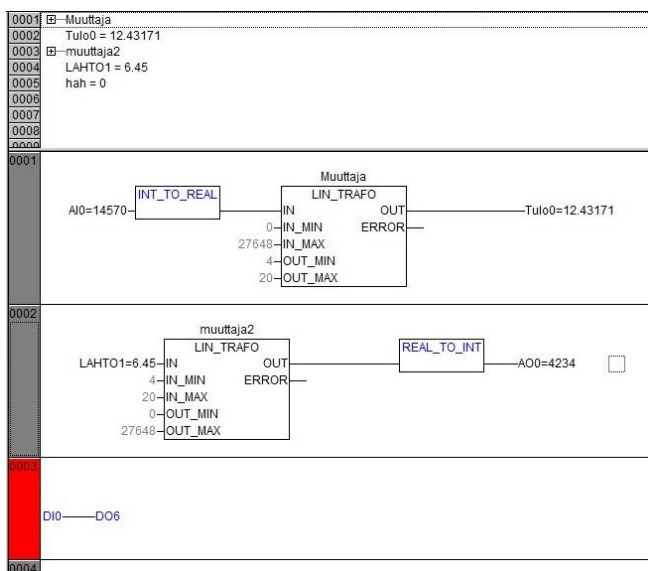 0001 Muuttaja
0002 Tulo0 = 12.43171
0003 muuttaja2
0004 LAHTO1 = 6.45
0005 hah = 0
0006
0007
0008
0009
0001
Muuttaja
INT_TO_REAL LIN_TRAFO
AI0=14570 IN OUT Tulo0=12.43171
0 IN_MIN ERROR
27648 IN_MAX
4 OUT_MIN
20 OUT_MAX
0002
muuttaja2
LIN_TRAFO REAL_TO_INT
LAHTO1=6.45 IN OUT AO0=4234
4 IN_MIN ERROR
20 IN_MAX
0 OUT_MIN
27648 OUT_MAX
0003
DI0 DO6
0004